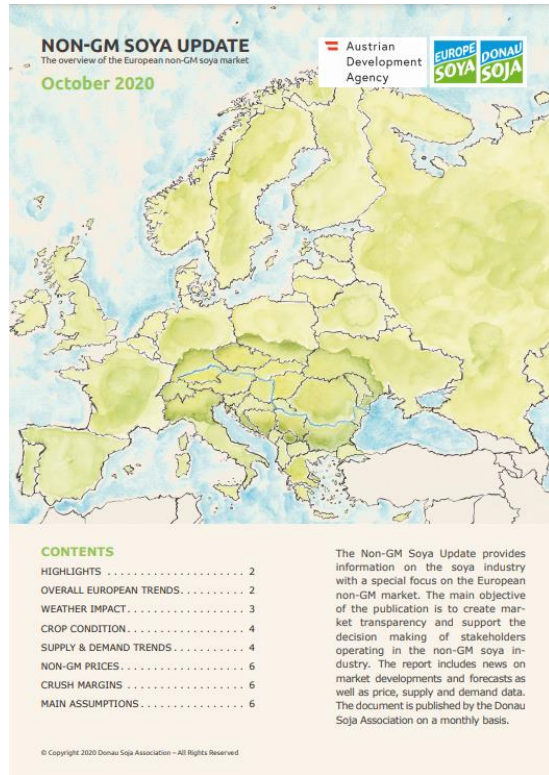 NON-GM SOYA UPDATE
The overview of the European non-GM soya market
October 2020
Austrian
Development
Agency
EUROPE
SOYA
DONAU
SOJA
CONTENTS
HIGHLIGHTS . . . . . . . . . . . . . . . . . . . . . 2
OVERALL EUROPEAN TRENDS. . . . . . . . . . 2
WEATHER IMPACT. . . . . . . . . . . . . . . . . . 3
CROP CONDITION. . . . . . . . . . . . . . . . . . 4
SUPPLY & DEMAND TRENDS . . . . . . . . . . . 4
NON-GM PRICES. . . . . . . . . . . . . . . . . . . 6
CRUSH MARGINS . . . . . . . . . . . . . . . . . . 6
MAIN ASSUMPTIONS . . . . . . . . . . . . . . . . 6
The Non-GM Soya Update provides
information on the soya industry
with a special focus on the European
non-GM market. The main objective
of the publication is to create mar-
ket transparency and support the
decision making of stakeholders
operating in the non-GM soya in-
dustry. The report includes news on
market developments and forecasts as
well as price, supply and demand data.
The document is published by the Donau
Soja Association on a monthly basis.
© Copyright 2020 Donau Soja Association – All Rights Reserved